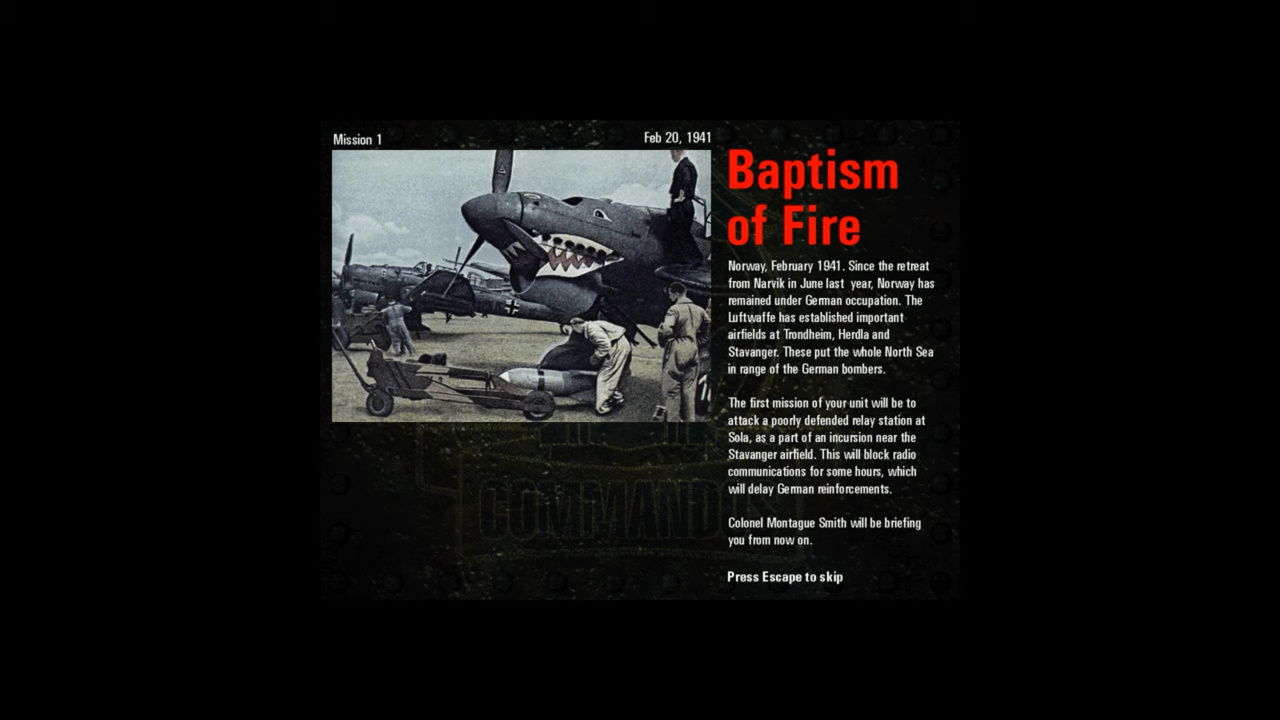 Mission 1
Feb 20, 1941
Baptism
of Fire
Norway, February 1941. Since the retreat
from Narvik in June last year, Norway has
remained under German occupation. The
Luftwaffe has established important
airfields at Trondheim, Herdla and
Stavanger. These put the whole North Sea
in range of the German bombers.
The first mission of your unit will be to
attack a poorly defended relay station at
Sola, as a part of an incursion near the
Stavanger airfield. This will block radio
communications for some hours, which
will delay German reinforcements.
Colonel Montague Smith will be briefing
you from now on.
Press Escape to skip
COMMANDO